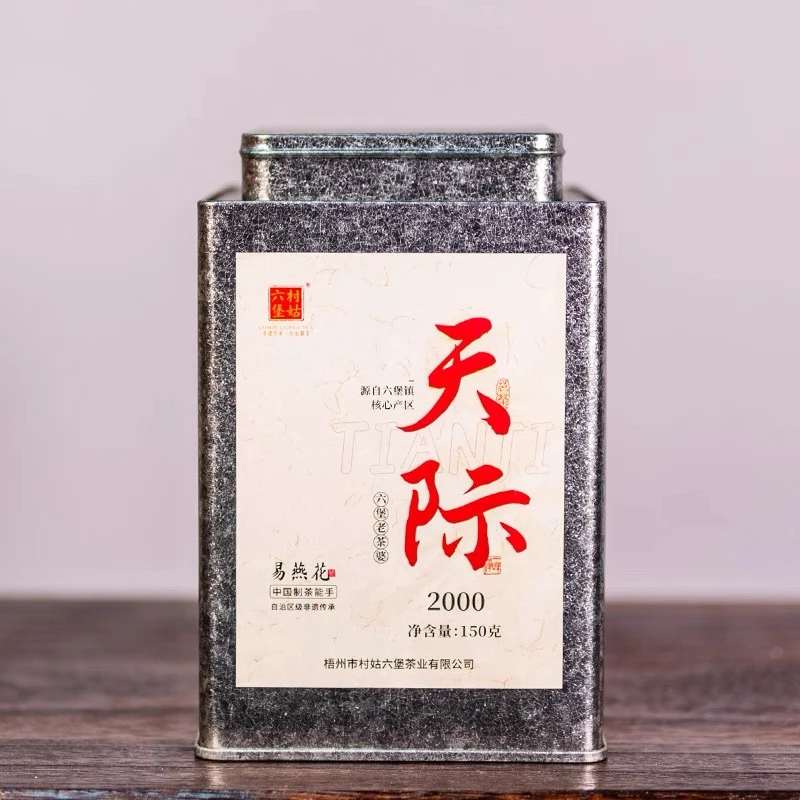 六堡
村姑
®
源自六堡镇
核心产区
天际
TIANJI
六堡老茶婆
易燕花
中国制茶能手
自治区级非遗传承
2000
净含量:150克
梧州市村姑六堡茶业有限公司